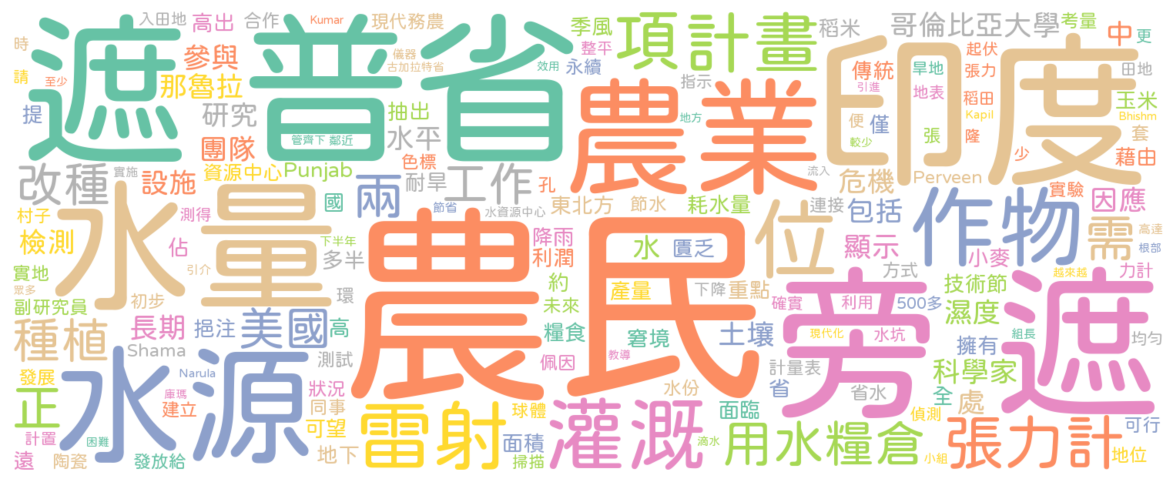 入田地 高出 合作 Kumar 現代務農 季風 項計畫 稻米 哥倫比亞大學 考量 中 更
時 遮 普省 參與 儀器 整平 起伏 印度
請 至少 那魯拉 古加拉特省 效用 永續 指示 傳統 旱地 張力 田地
提 研究 抽出 農業 引進 地表 稻田 玉米
管齊下 鄰近 水平 地方 便 僅 Kapil Bhishm
團隊 色標 較少 張 隆 套
改種 實施 設施 資源中心 Punjab 耐旱 工作 流入 危機 Perveen 少 藉由
水量 國 兩 孔 東北方 節水 耗水量 位 連接 包括 作物 實驗 因應
村子 測得 節省 水資源中心 需 高達
檢測 佔 下半年 農民 降雨 水 匱乏 顯示 小麥 根部
實地 引介 多半 利潤 方式 越來越 力計
眾多 環 約 產量 下降 重點 旁遮 技術節
副研究員 初步 未來 確實 利用 500多 濕度
種植 長期 挹注 美國 高 糧食 窘境 土壤 現代化 水坑 組長 均勻
Shama 測試 佩因 教導 擁有
發展 水源 Narula 狀況 水份 計量表 科學家
正 庫瑪 建立 同事 雷射 球體 灌溉 面臨 省 省水 全 處
計置 困難 可望 面積 滴水 用水糧倉 偵測 張力計 可行
遠 陶瓷 發放給 地下 掃描 小組 地位